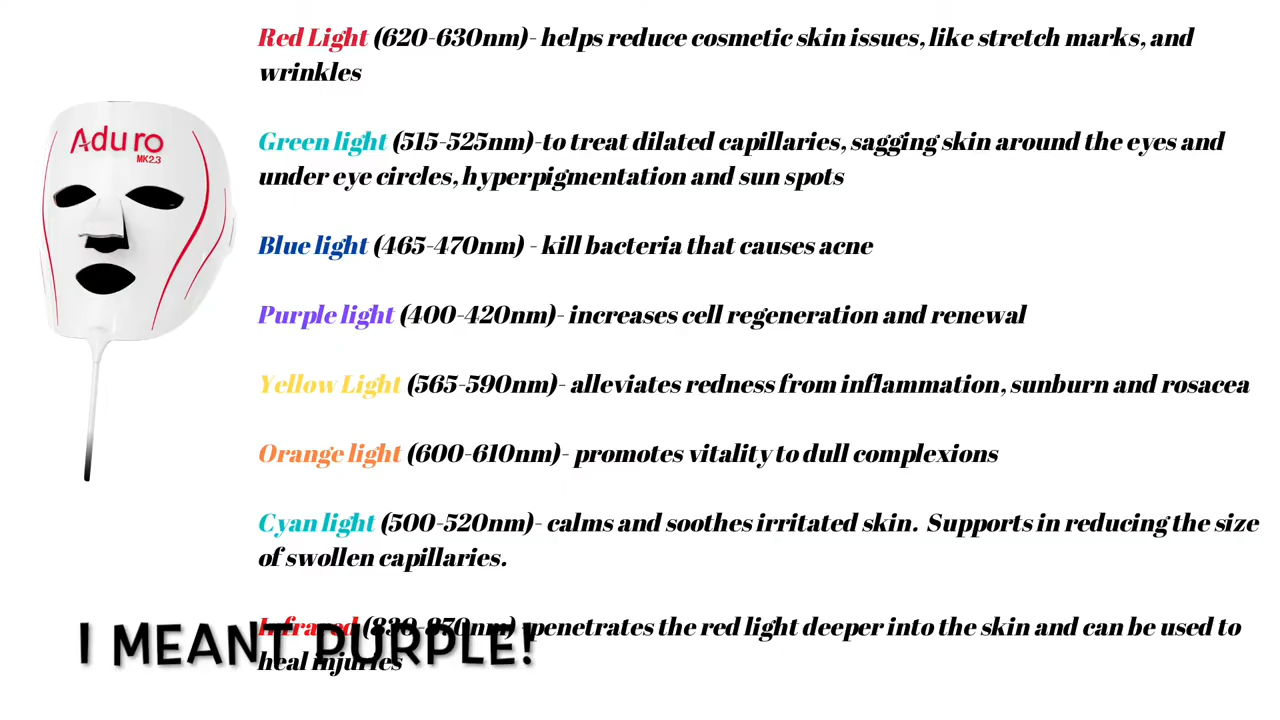 Red Light (620-630nm)- helps reduce cosmetic skin issues, like stretch marks, and
wrinkles
Aduro
MK2.3
Green light (515-525nm)-to treat dilated capillaries, sagging skin around the eyes and
under eye circles, hyperpigmentation and sun spots
Blue light (465-470nm) - kill bacteria that causes acne
Purple light (400-420nm)- increases cell regeneration and renewal
Yellow Light (565-590nm)- alleviates redness from inflammation, sunburn and rosacea
Orange light (600-610nm)- promotes vitality to dull complexions
Cyan light (500-520nm)- calms and soothes irritated skin. Supports in reducing the size
of swollen capillaries.
Infrared (830-870nm) -penetrates the red light deeper into the skin and can be used to
heal injuries
I MEANT PURPLE!